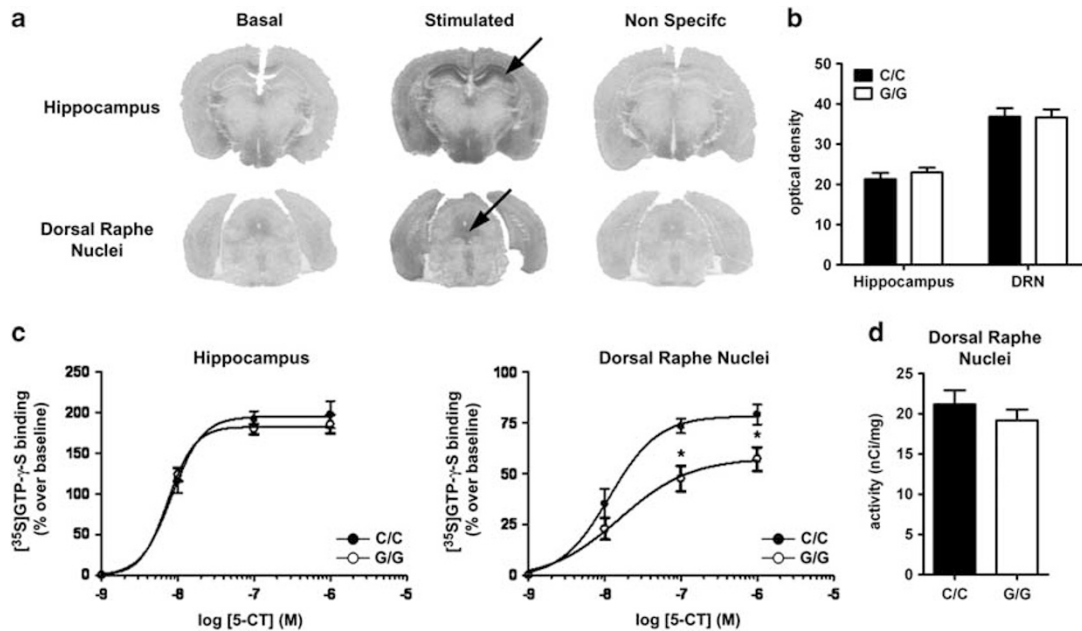 a
Basal
Stimulated
Non Specifc
Hippocampus
Dorsal Raphe
Nuclei
b
optical density
50
40
30
20
10
0
C/C
G/G
Hippocampus
DRN
c
Hippocampus
[³⁵S]GTP-γ-S binding
(% over baseline)
250
200
150
100
50
0
C/C
G/G
-9
-8
-7
-6
-5
log [5-CT] (M)
Dorsal Raphe Nuclei
[³⁵S]GTP-γ-S binding
(% over baseline)
100
75
50
25
0
*
*
C/C
G/G
-9
-8
-7
-6
-5
log [5-CT] (M)
d
Dorsal Raphe
Nuclei
activity (nCi/mg)
25
20
15
10
5
0
C/C
G/G